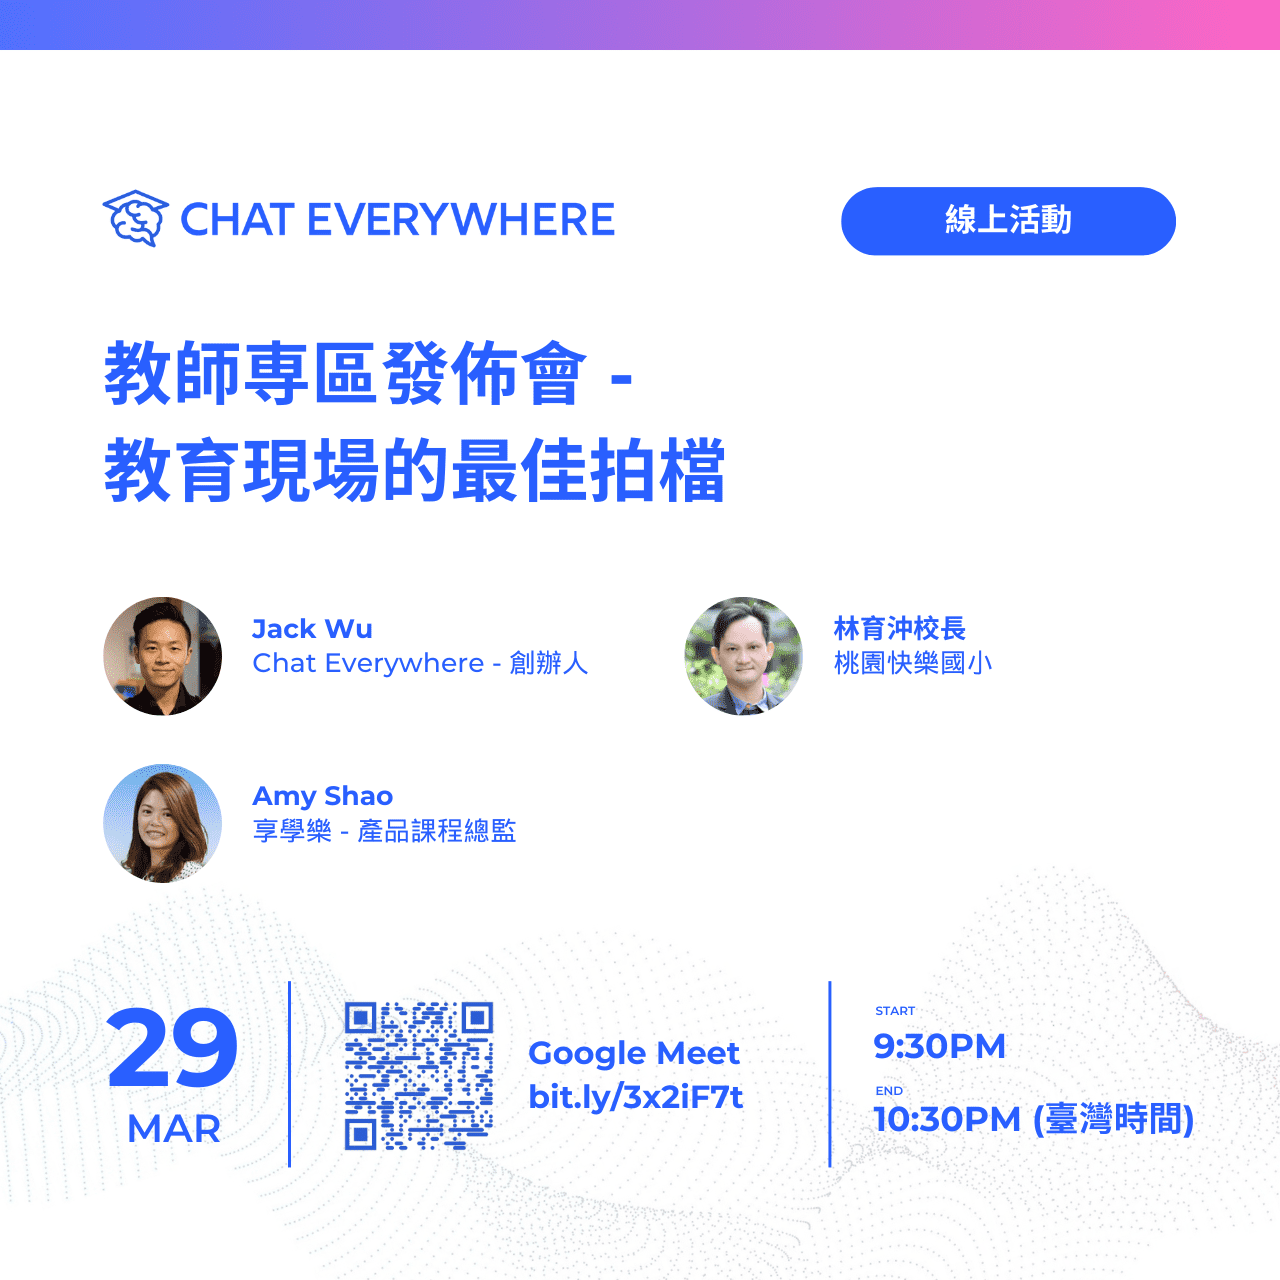 CHAT EVERYWHERE
線上活動
教師專區發佈會 -
教育現場的最佳拍檔
Jack Wu
Chat Everywhere - 創辦人
林育沖校長
桃園快樂國小
Amy Shao
享學樂 - 產品課程總監
29
MAR
Google Meet
bit.ly/3x2iF7t
START
9:30PM
END
10:30PM (臺灣時間)